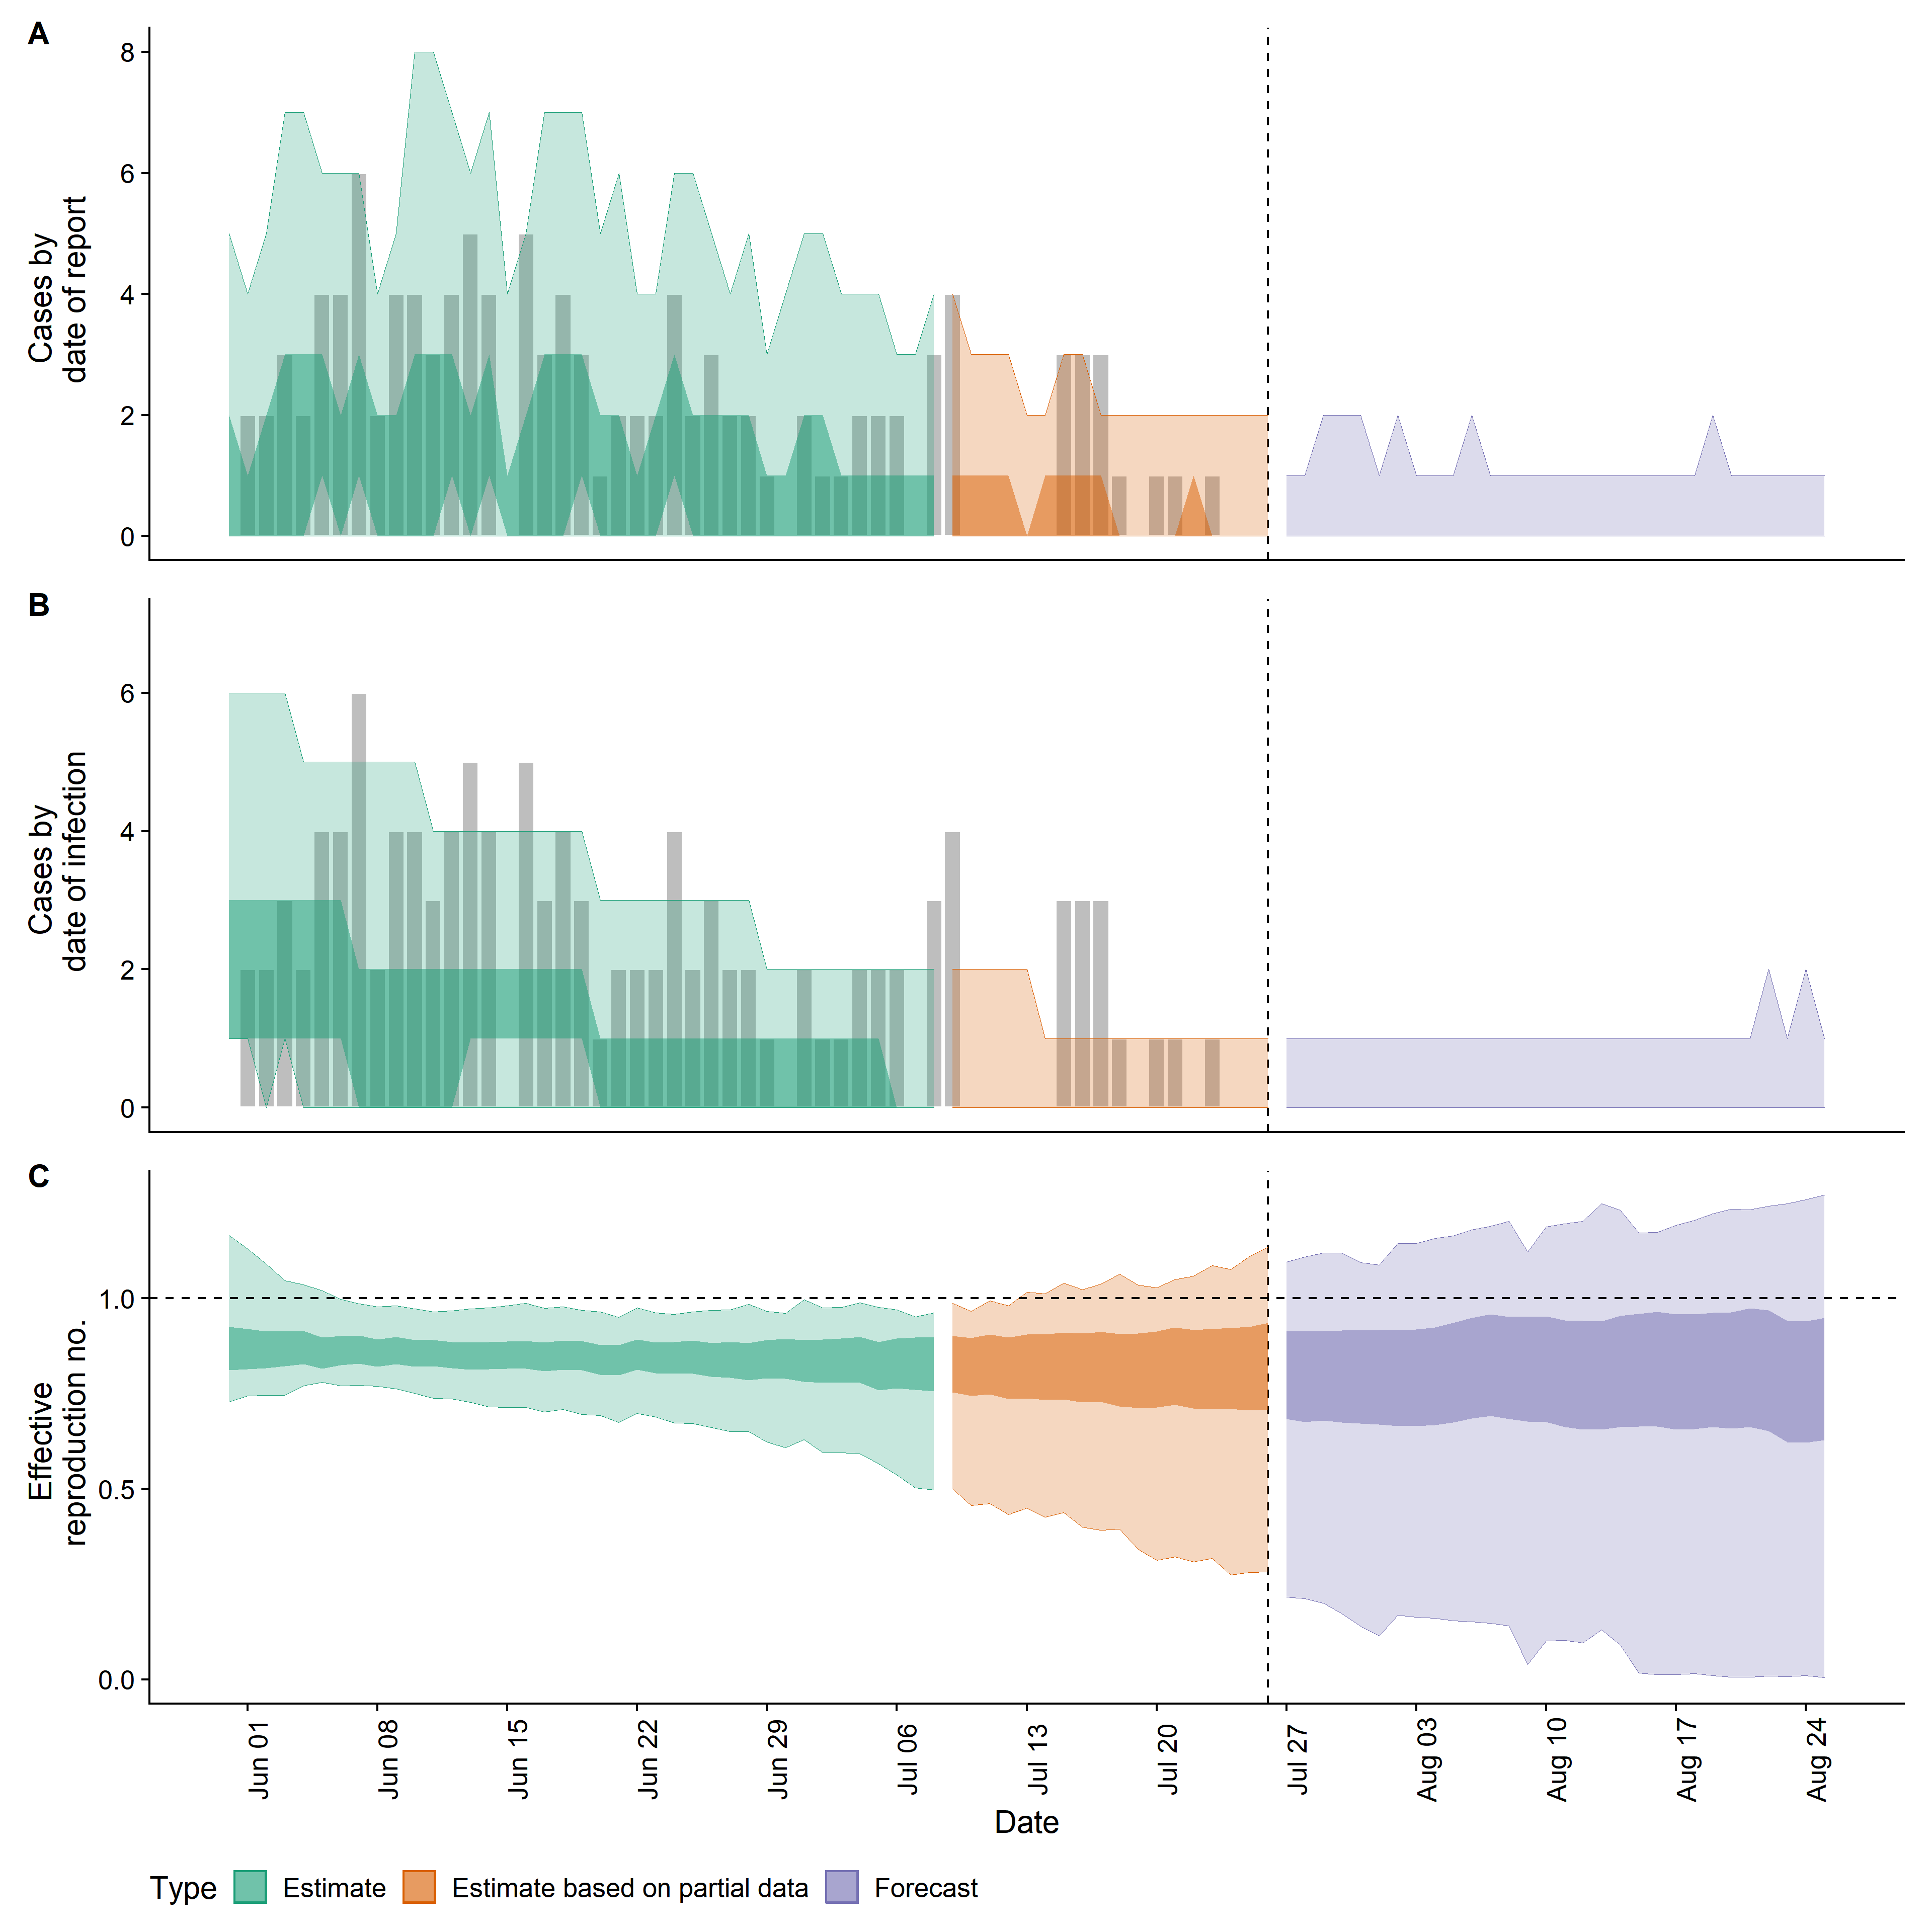 A
8
6
4
2
0
Cases by
date of report
B
6
4
2
0
Cases by
date of infection
C
1.0
0.5
0.0
Effective
reproduction no.
Jun 01
Jun 08
Jun 15
Jun 22
Jun 29
Jul 06
Jul 13
Jul 20
Jul 27
Aug 03
Aug 10
Aug 17
Aug 24
Date
Type Estimate Estimate based on partial data Forecast